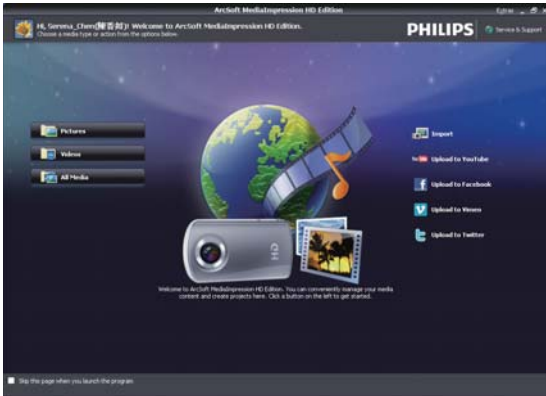 ArcSoft MediaImpression HD Edition
Extras
Hi, Serena_Chen(陳香如)! Welcome to ArcSoft MediaImpression HD Edition.
Choose a media type or action from the options below.
PHILIPS
Service & Support
Pictures
Videos
All Media
Import
Upload to YouTube
Upload to Facebook
Upload to Vimeo
Upload to Twitter
HD
Welcome to ArcSoft MediaImpression HD Edition. You can conveniently manage your media
content and create projects here. Click a button on the left to get started.
Skip this page when you launch the program